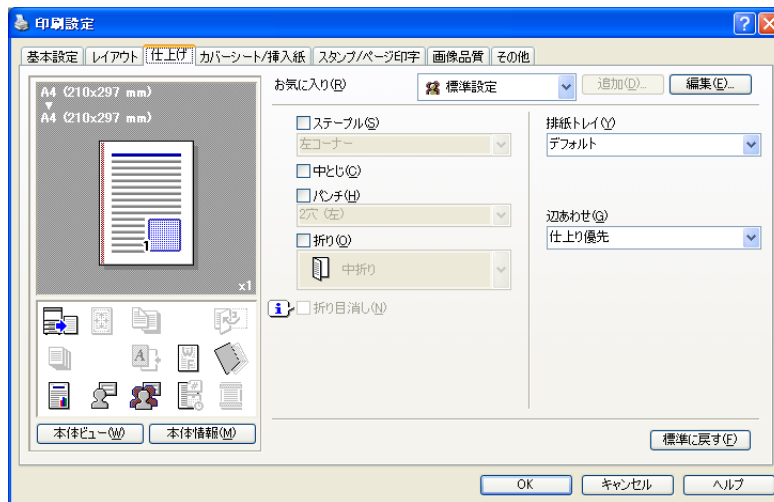 印刷設定
基本設定 レイアウト 仕上げ カバーシート/挿入紙 スタンプ/ページ印字 画像品質 その他
A4 (210x297 mm)
A4 (210x297 mm)
1
x1
本体ビュー(W) 本体情報(M)
お気に入り(R) 標準設定 追加(D)... 編集(E)...
ステープル(S)
左コーナー
中とじ(C)
パンチ(H)
2穴 (左)
折り(O)
中折り
折り目消し(N)
排紙トレイ(Y)
デフォルト
辺あわせ(G)
仕上り優先
標準に戻す(F)
OK キャンセル ヘルプ